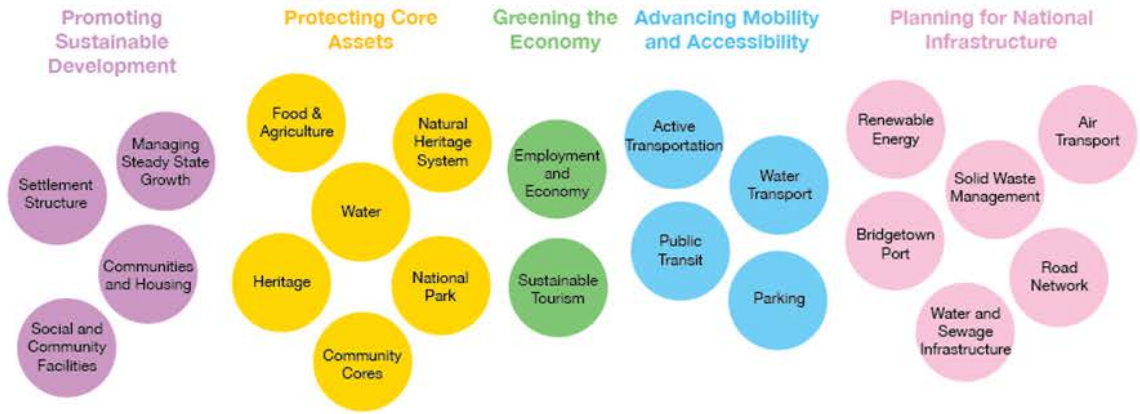 Promoting
Sustainable
Development
Managing
Steady State
Growth
Settlement
Structure
Communities
and Housing
Social and
Community
Facilities
Protecting Core
Assets
Food &
Agriculture
Natural
Heritage
System
Water
Heritage
National
Park
Community
Cores
Greening the
Economy
Employment
and
Economy
Sustainable
Tourism
Advancing Mobility
and Accessibility
Active
Transportation
Water
Transport
Public
Transit
Parking
Planning for National
Infrastructure
Renewable
Energy
Air
Transport
Solid Waste
Management
Bridgetown
Port
Road
Network
Water and
Sewage
Infrastructure